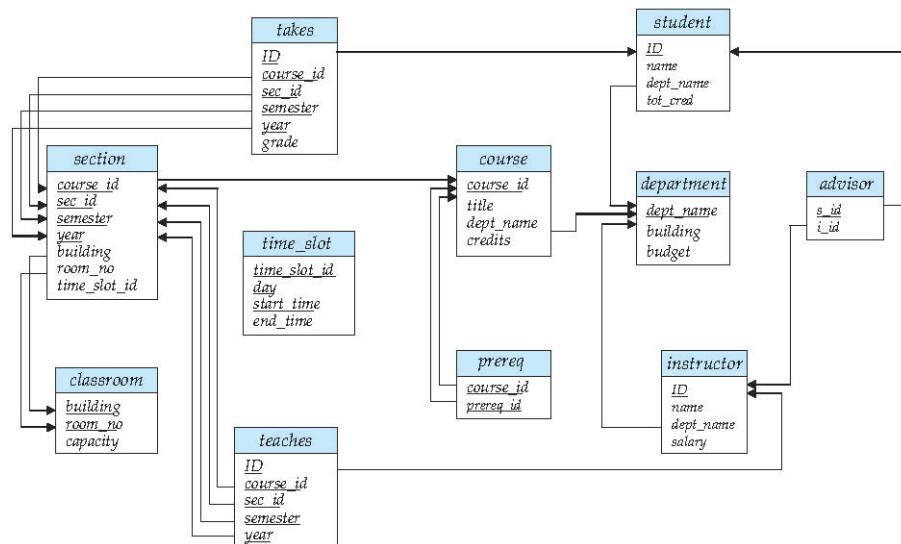 takes
ID
course_id
sec_id
semester
year
grade
student
ID
name
dept_name
tot_cred
section
course_id
sec_id
semester
year
building
room_no
time_slot_id
course
course_id
title
dept_name
credits
department
dept_name
building
budget
advisor
s_id
i_id
time_slot
time_slot_id
day
start_time
end_time
prereq
course_id
prereq_id
instructor
ID
name
dept_name
salary
classroom
building
room_no
capacity
teaches
ID
course_id
sec_id
semester
year